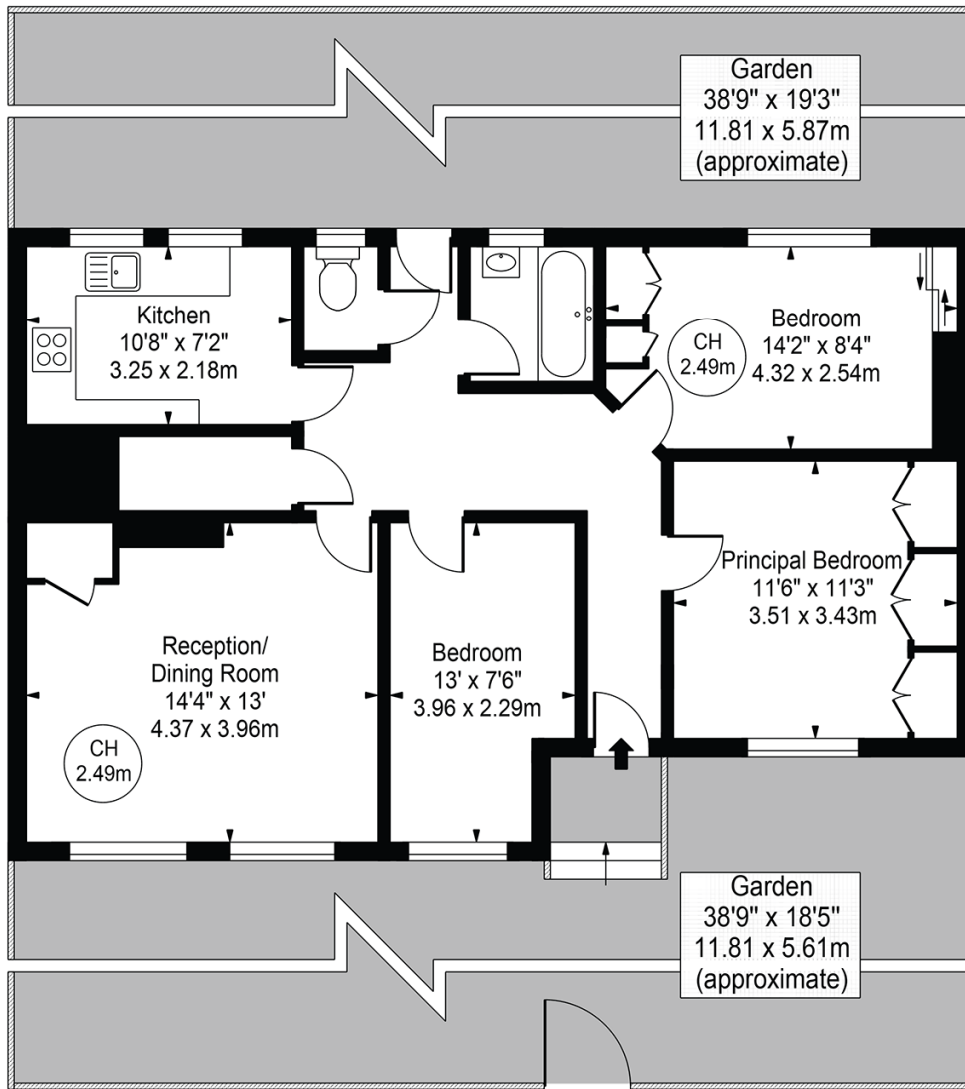 Garden
38'9" x 19'3"
11.81 x 5.87m
(approximate)
Kitchen
10'8" x 7'2"
3.25 x 2.18m
CH
2.49m
Bedroom
14'2" x 8'4"
4.32 x 2.54m
Principal Bedroom
11'6" x 11'3"
3.51 x 3.43m
Reception/
Dining Room
14'4" x 13'
4.37 x 3.96m
CH
2.49m
Bedroom
13' x 7'6"
3.96 x 2.29m
Garden
38'9" x 18'5"
11.81 x 5.61m
(approximate)